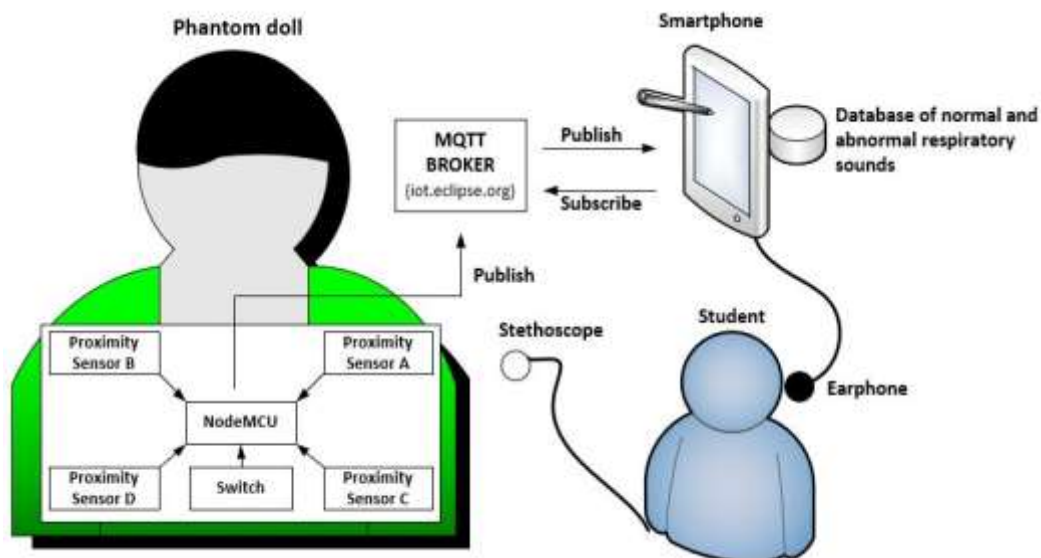 Phantom doll
Smartphone
MQTT
BROKER
(iot.eclipse.org)
Publish
Subscribe
Database of normal and
abnormal respiratory
sounds
Publish
Proximity
Sensor B
Proximity
Sensor A
NodeMCU
Proximity
Sensor D
Switch
Proximity
Sensor C
Stethoscope
Student
Earphone